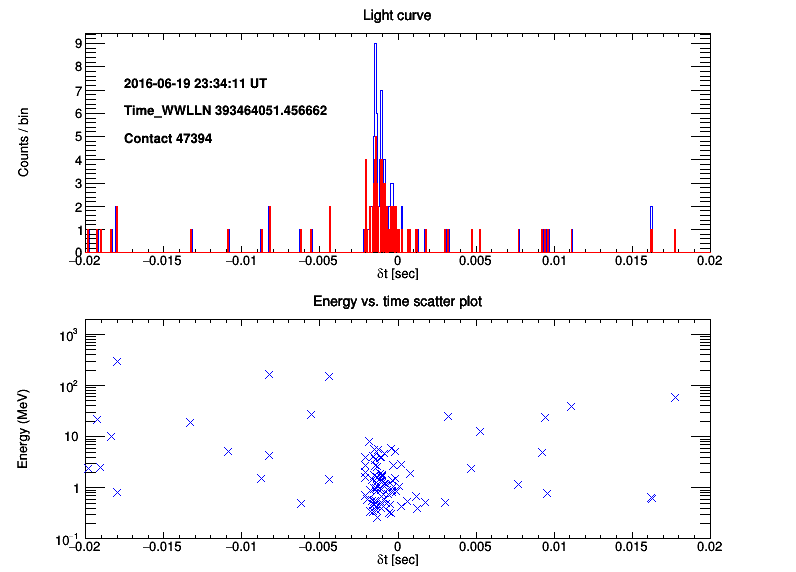 Light curve
Counts / bin
9
8
7
6
5
4
3
2
1
0
2016-06-19 23:34:11 UT
Time_WWLLN 393464051.456662
Contact 47394
−0.02 −0.015 −0.01 −0.005 0 0.005 0.01 0.015 0.02
δt [sec]
Energy vs. time scatter plot
Energy (MeV)
10³
10²
10
1
10⁻¹
−0.02 −0.015 −0.01 −0.005 0 0.005 0.01 0.015 0.02
δt [sec]